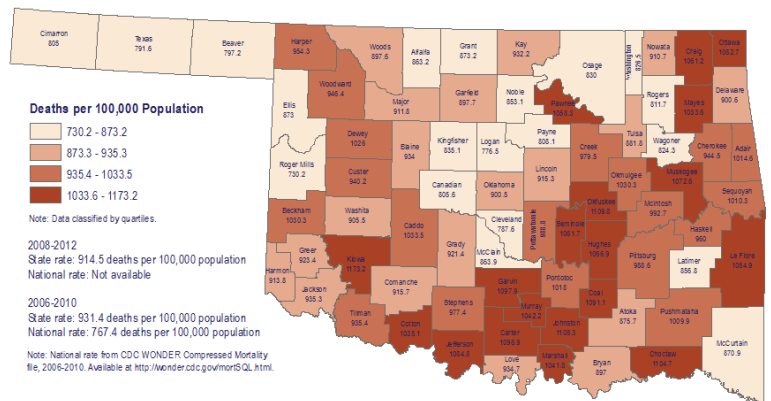 Cimarron
805
Texas
791.6
Beaver
797.2
Harper
954.3
Woods
897.6
Alfalfa
863.2
Grant
873.2
Kay
932.2
Osage
830
Washington
826.5
Nowata
910.7
Craig
1061.2
Ottawa
1062.7
Woodward
946.4
Ellis
873
Major
911.8
Garfield
897.7
Noble
853.1
Pawnee
1058.3
Rogers
811.7
Mayes
1033.8
Delaware
900.6
Deaths per 100,000 Population
730.2 - 873.2
873.3 - 935.3
935.4 - 1033.5
1033.6 - 1173.2
Note: Data classified by quartiles.
Dewey
1026
Blaine
934
Kingfisher
835.1
Logan
776.5
Payne
808.1
Creek
979.5
Tulsa
881.8
Wagoner
834.3
Cherokee
944.5
Adair
1014.6
Roger Mills
730.2
Custer
940.2
Canadian
805.6
Oklahoma
900.5
Lincoln
915.3
Okmulgee
1030.3
Muskogee
1072.6
Sequoyah
1010.3
Beckham
1030.3
Washita
905.5
Caddo
1033.5
Grady
921.4
Cleveland
787.6
McClain
863.9
Pottawatomie
Seminole
Okfuskee
Hughes
McIntosh
992.7
Haskell
960
2008-2012
State rate: 914.5 deaths per 100,000 population
National rate: Not available
2006-2010
State rate: 931.4 deaths per 100,000 population
National rate: 767.4 deaths per 100,000 population
Note: National rate from CDC WONDER Compressed Mortality
file, 2006-2010. Available at http://wonder.cdc.gov/mortSQL.html.
Greer
923.4
Kiowa
1173.2
Harmon
913.8
Jackson
935.3
Comanche
915.7
Tillman
935.4
Cotton
Stephens
977.4
Garvin
Murray
1042.2
Pontotoc
1018
Coal
Pittsburg
988.6
Latimer
856.8
Le Flore
1054.9
Jefferson
Carter
Johnston
Atoka
875.7
Pushmataha
1009.9
McCurtain
870.9
Love
934.7
Marshall
Bryan
897
Choctaw
1104.7